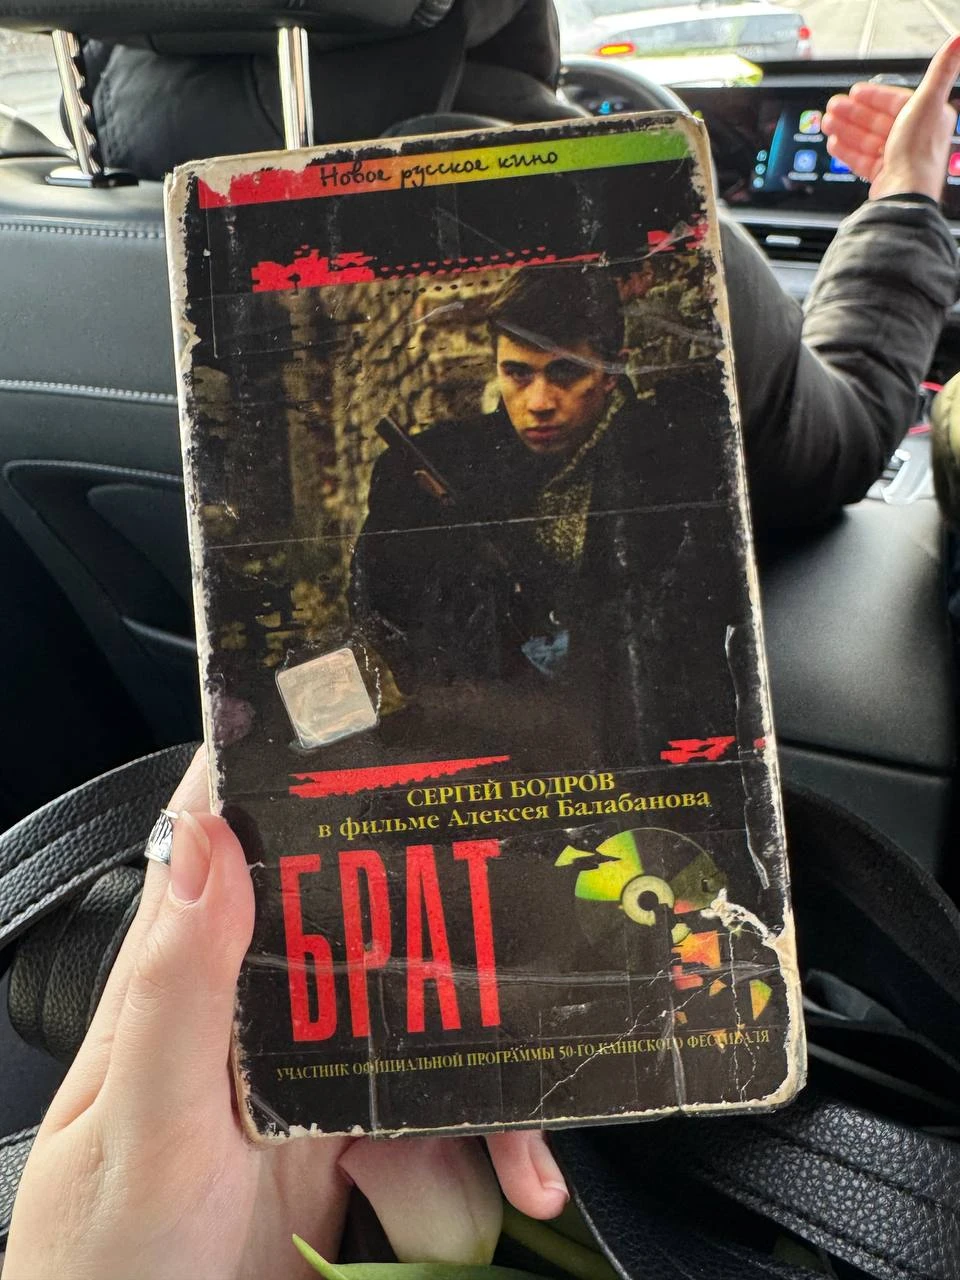 Новое русское кино
СЕРГЕЙ БОДРОВ
в фильме Алексея Балабанова
БРАТ
УЧАСТНИК ОФИЦИАЛЬНОЙ ПРОГРАММЫ 50-ГО КАННСКОГО ФЕСТИВАЛЯ